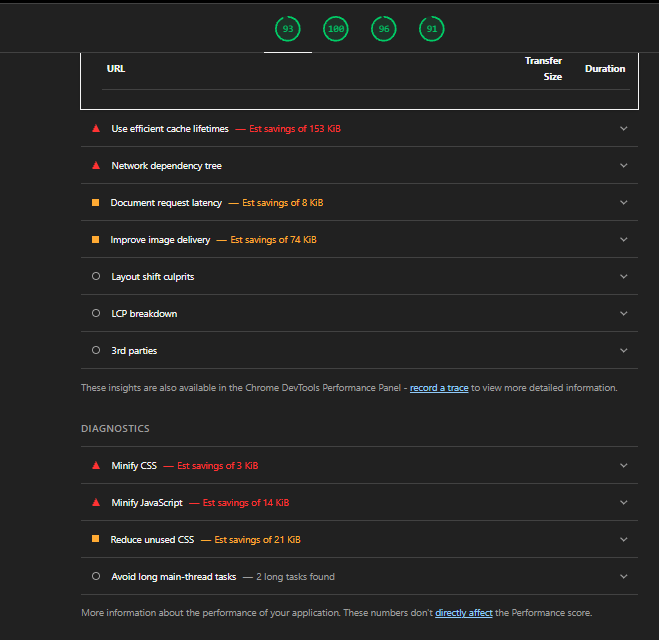 93 100 96 91
URL Transfer Size Duration
Use efficient cache lifetimes — Est savings of 153 KiB
Network dependency tree
Document request latency — Est savings of 8 KiB
Improve image delivery — Est savings of 74 KiB
Layout shift culprits
LCP breakdown
3rd parties
These insights are also available in the Chrome DevTools Performance Panel - record a trace to view more detailed information.
DIAGNOSTICS
Minify CSS — Est savings of 3 KiB
Minify JavaScript — Est savings of 14 KiB
Reduce unused CSS — Est savings of 21 KiB
Avoid long main-thread tasks — 2 long tasks found
More information about the performance of your application. These numbers don't directly affect the Performance score.